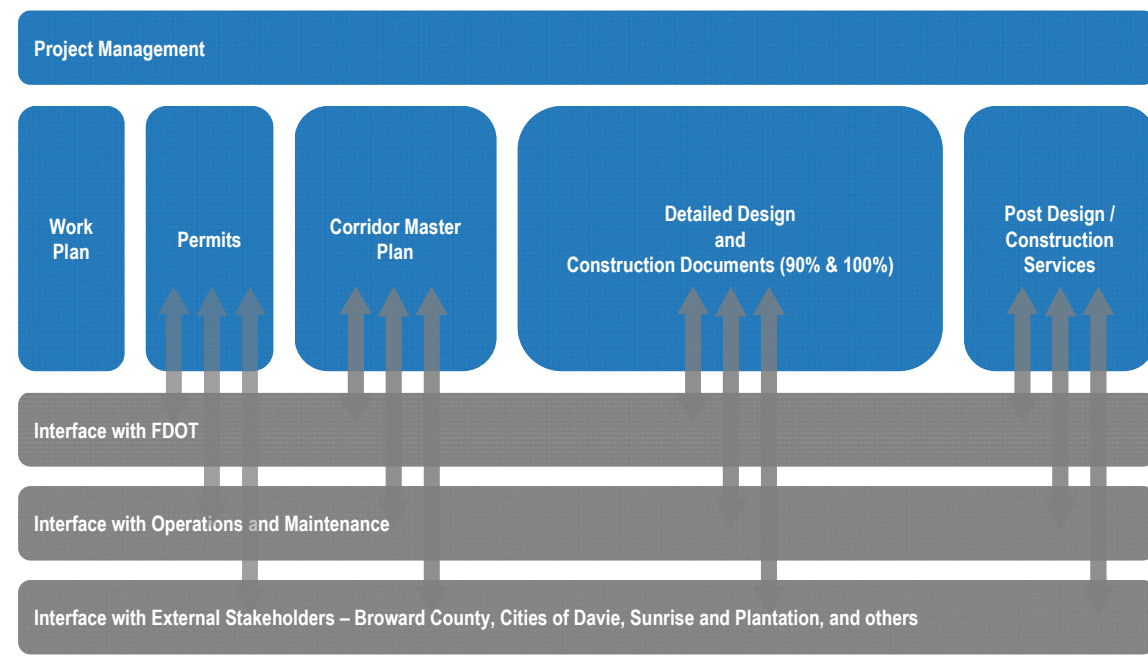 Project Management
Work
Plan
Permits
Corridor Master
Plan
Detailed Design
and
Construction Documents (90% & 100%)
Post Design /
Construction
Services
Interface with FDOT
Interface with Operations and Maintenance
Interface with External Stakeholders – Broward County, Cities of Davie, Sunrise and Plantation, and others